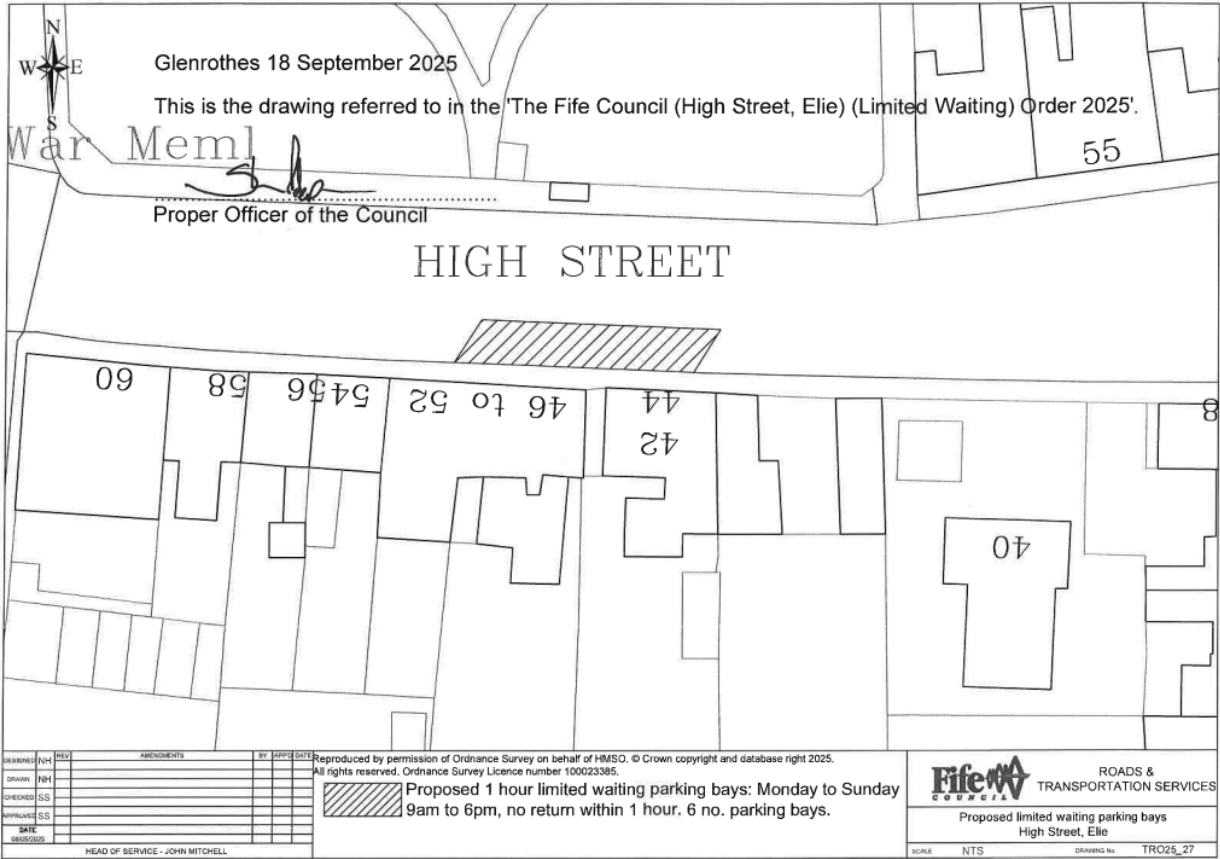 N
W E
S
Glenrothes 18 September 2025
This is the drawing referred to in the 'The Fife Council (High Street, Elie) (Limited Waiting) Order 2025'.
War Meml
Proper Officer of the Council
55
HIGH STREET
60
58
56
54
46 to 52
44
42
40
8
DESIGNED NH
DRAWN NH
CHECKED SS
APPROVED SS
DATE
REV AMENDMENTS BY APP'D DATE
HEAD OF SERVICE - JOHN MITCHELL
Reproduced by permission of Ordnance Survey on behalf of HMSO. © Crown copyright and database right 2025.
All rights reserved. Ordnance Survey Licence number 100023385.
Proposed 1 hour limited waiting parking bays: Monday to Sunday
9am to 6pm, no return within 1 hour. 6 no. parking bays.
Fife
COUNCIL
ROADS &
TRANSPORTATION SERVICES
Proposed limited waiting parking bays
High Street, Elie
SCALE NTS DRAWING No. TRO25_27